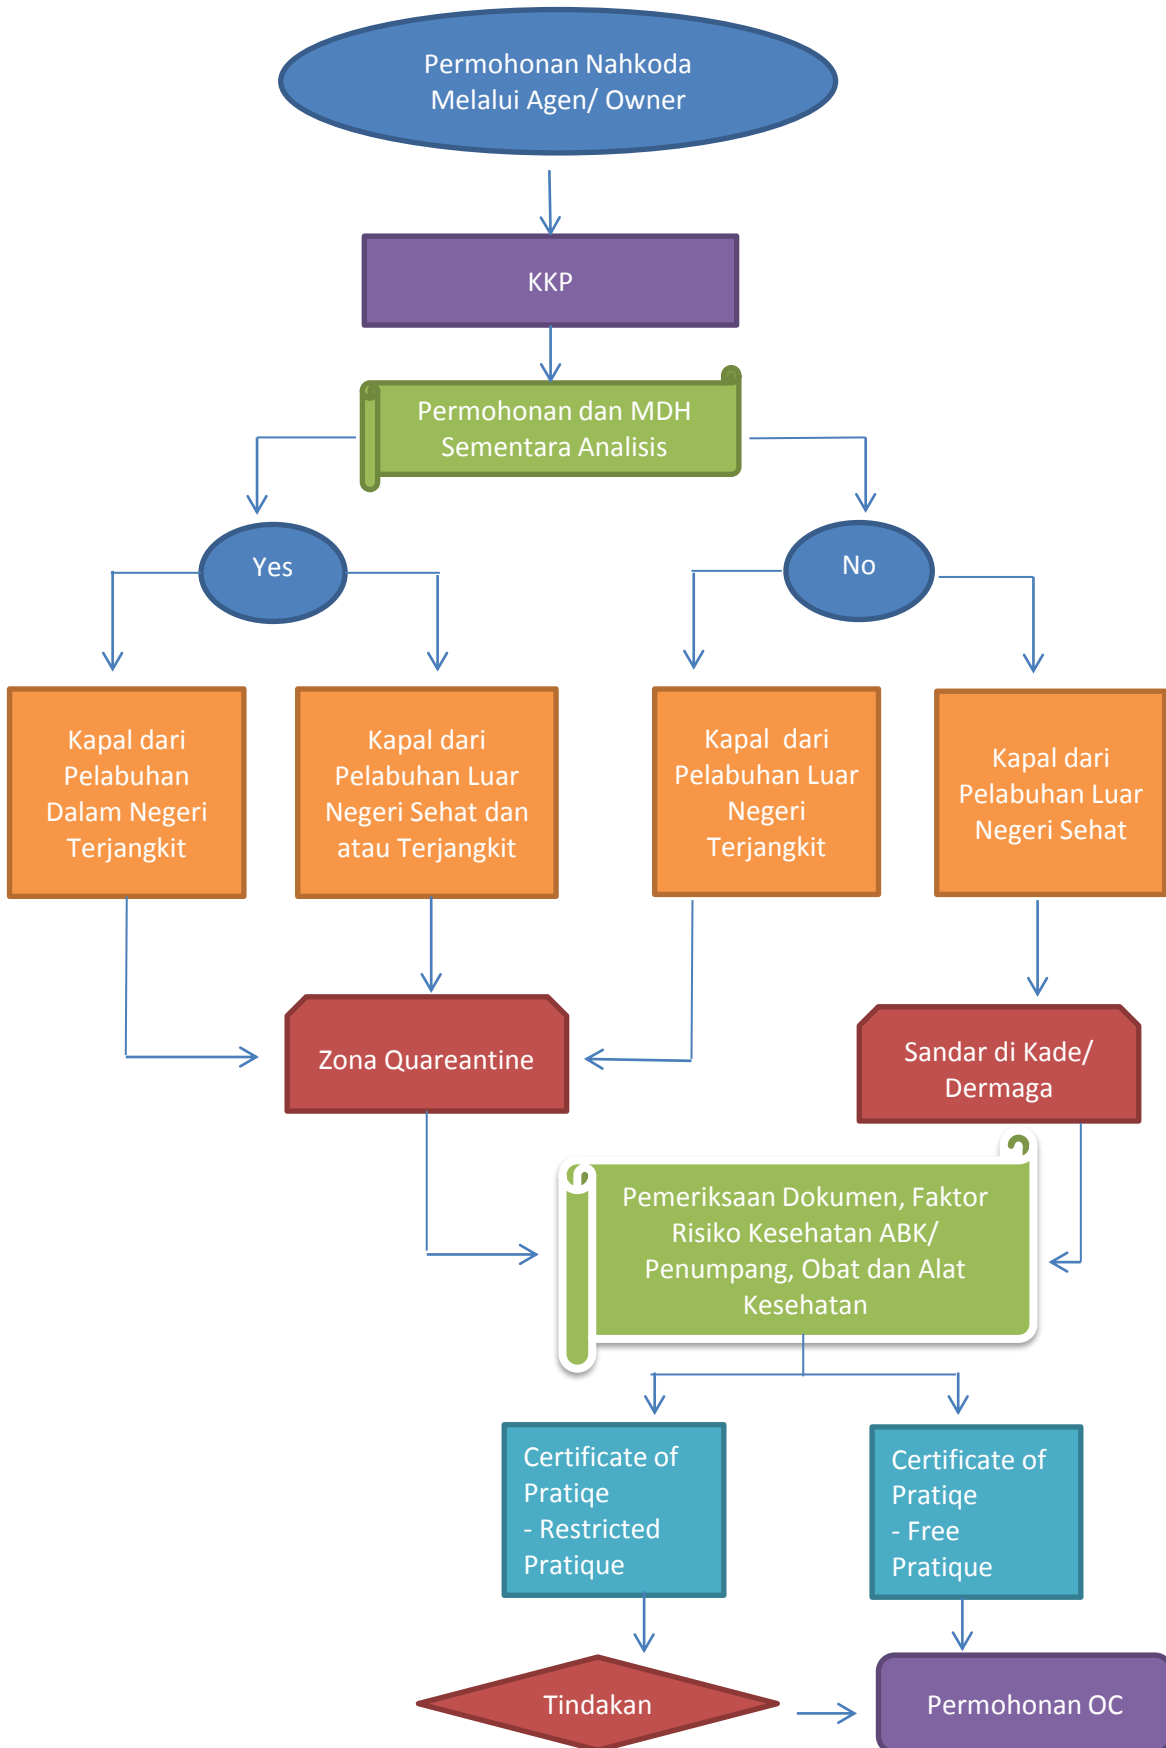 Permohonan Nahkoda
Melalui Agen/ Owner
KKP
Permohonan dan MDH
Sementara Analisis
Yes
No
Kapal dari
Pelabuhan
Dalam Negeri
Terjangkit
Kapal dari
Pelabuhan Luar
Negeri Sehat dan
atau Terjangkit
Kapal dari
Pelabuhan Luar
Negeri
Terjangkit
Kapal dari
Pelabuhan Luar
Negeri Sehat
Zona Quareantine
Sandar di Kade/
Dermaga
Pemeriksaan Dokumen, Faktor
Risiko Kesehatan ABK/
Penumpang, Obat dan Alat
Kesehatan
Certificate of
Pratiqe
- Restricted
Pratique
Certificate of
Pratiqe
- Free
Pratique
Tindakan
Permohonan OC